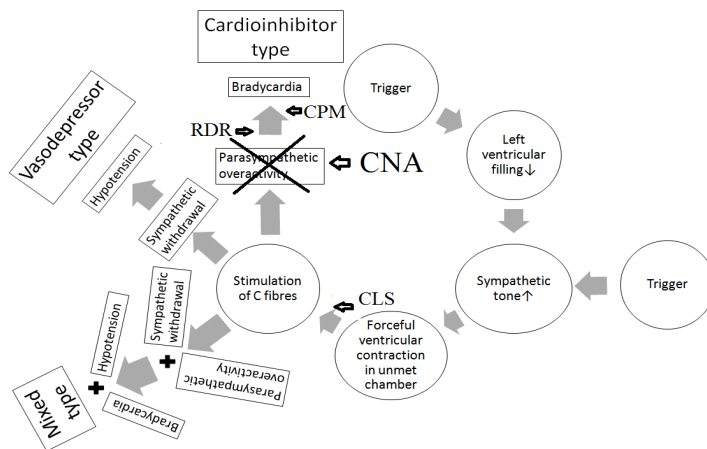 Cardioinhibitor
type
Bradycardia
CPM
RDR
Parasympathetic
overactivity
CNA
Trigger
Left
ventricular
filling↓
Sympathetic
tone↑
Trigger
Forceful
ventricular
contraction
in unmet
chamber
CLS
Stimulation
of C fibres
Sympathetic
withdrawal
Hypotension
Vasodepressor
type
Sympathetic
withdrawal
+
Parasympathetic
overactivity
Hypotension
+
Bradycardia
Mixed
type